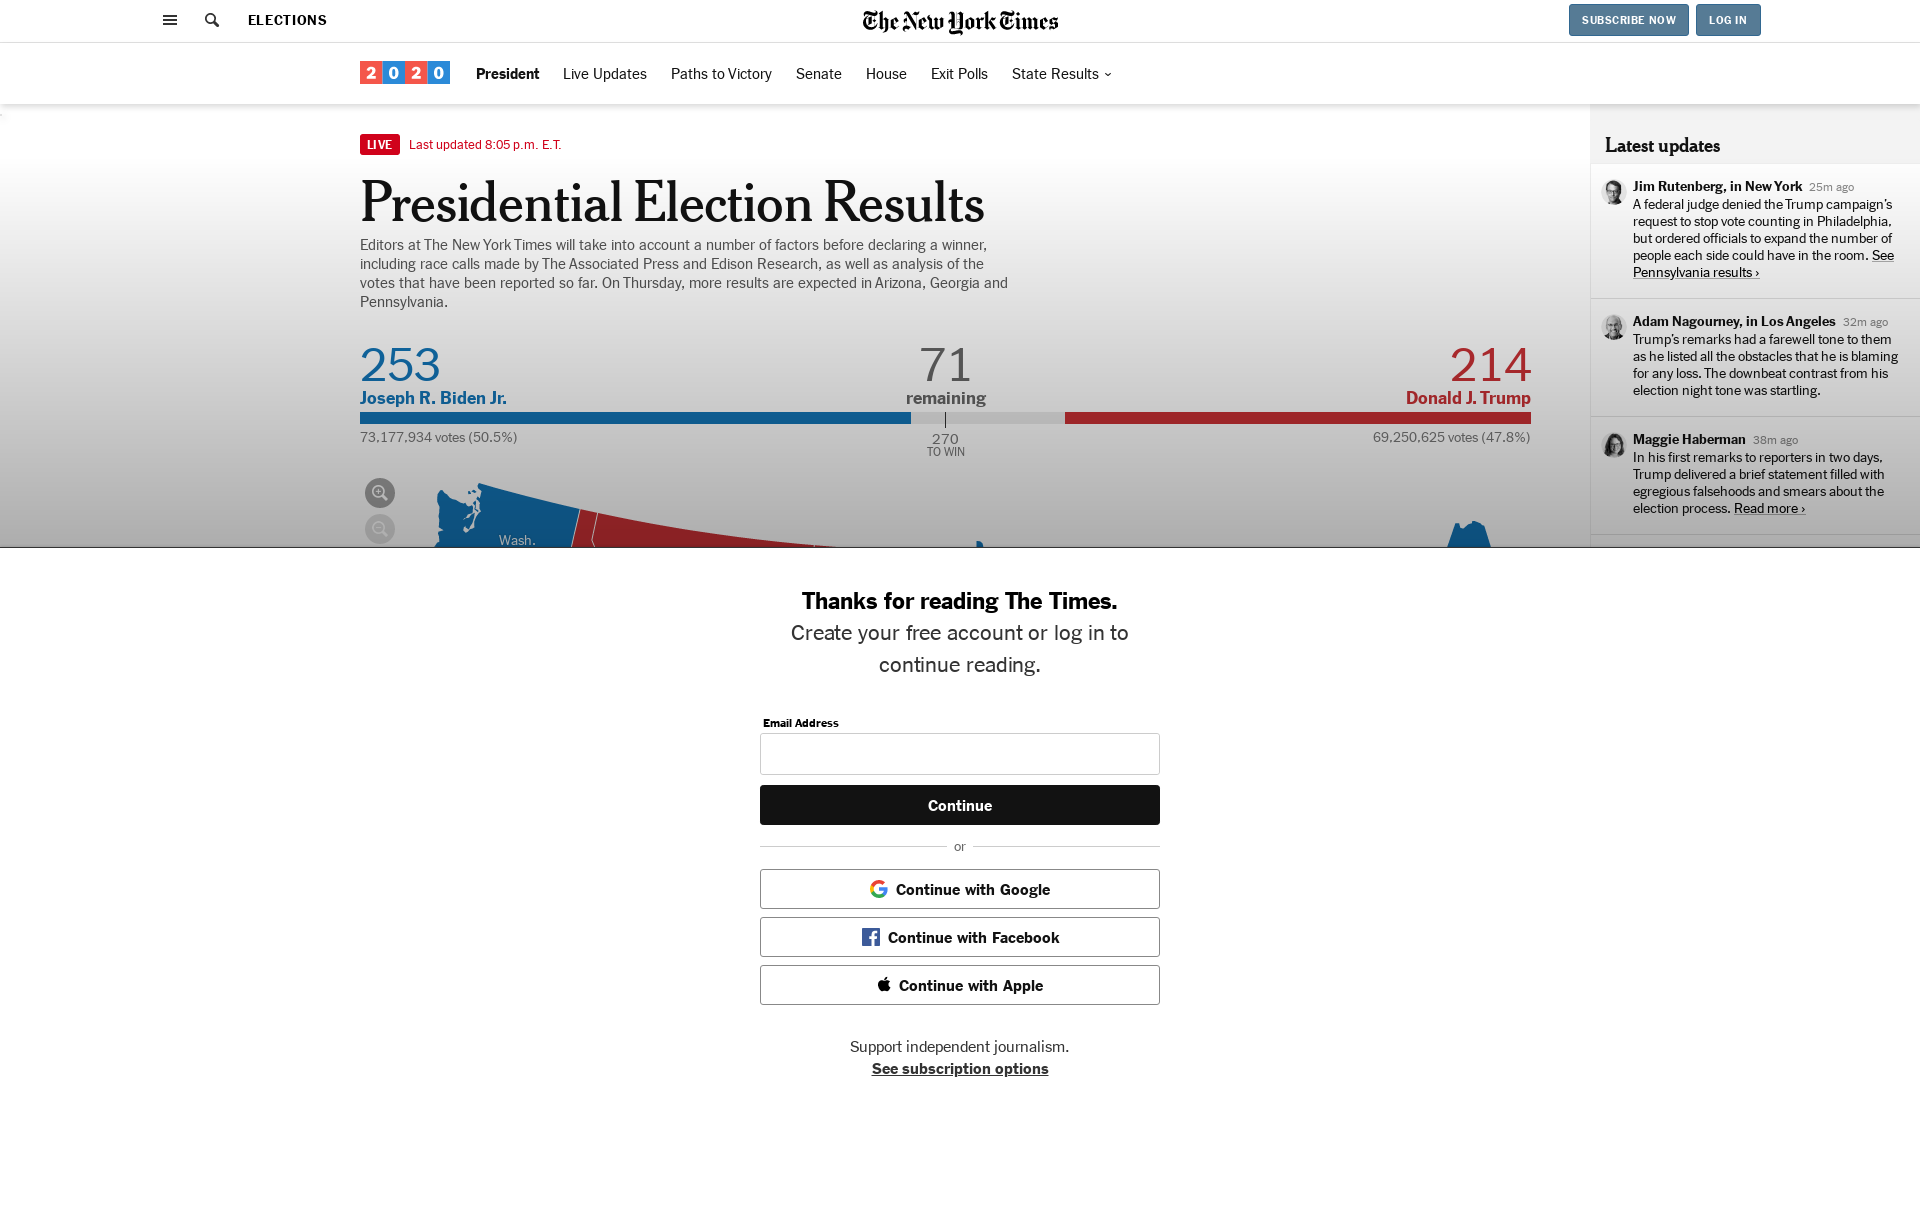 ELECTIONS
The New York Times
SUBSCRIBE NOW
LOG IN
2020
President
Live Updates
Paths to Victory
Senate
House
Exit Polls
State Results
LIVE
Last updated 8:05 p.m. E.T.
Presidential Election Results
Editors at The New York Times will take into account a number of factors before declaring a winner,
including race calls made by The Associated Press and Edison Research, as well as analysis of the
votes that have been reported so far. On Thursday, more results are expected in Arizona, Georgia and
Pennsylvania.
253
Joseph R. Biden Jr.
73,177,934 votes (50.5%)
71
remaining
270
TO WIN
214
Donald J. Trump
69,250,625 votes (47.8%)
Wash.
Latest updates
Jim Rutenberg, in New York 25m ago
A federal judge denied the Trump campaign's
request to stop vote counting in Philadelphia,
but ordered officials to expand the number of
people each side could have in the room. See
Pennsylvania results ›
Adam Nagourney, in Los Angeles 32m ago
Trump's remarks had a farewell tone to them
as he listed all the obstacles that he is blaming
for any loss. The downbeat contrast from his
election night tone was startling.
Maggie Haberman 38m ago
In his first remarks to reporters in two days,
Trump delivered a brief statement filled with
egregious falsehoods and smears about the
election process. Read more ›
Thanks for reading The Times.
Create your free account or log in to
continue reading.
Email Address
Continue
or
Continue with Google
Continue with Facebook
Continue with Apple
Support independent journalism.
See subscription options